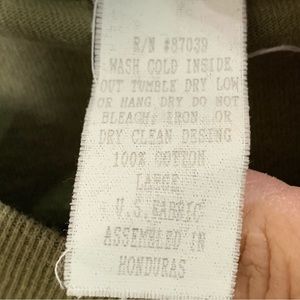 R/N #87039
WASH COLD INSIDE
OUT TUMBLE DRY LOW
OR HANG DRY DO NOT
BLEACH, IRON, OR
DRY CLEAN DESING
100% COTTON
LARGE
U.S. FABRIC
ASSEMBLED IN
HONDURAS